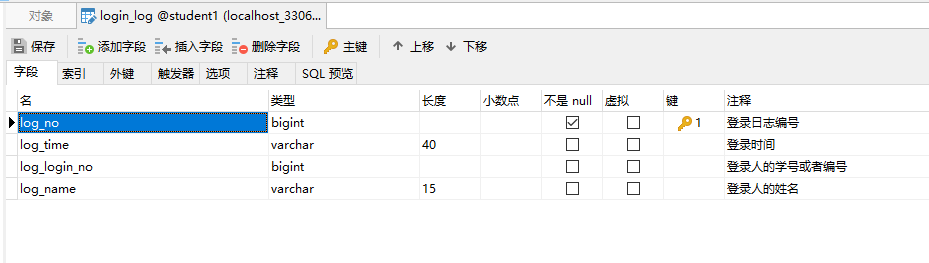 对象 login_log @student1 (localhost_3306...
保存 添加字段 插入字段 删除字段 主键 上移 下移
字段 索引 外键 触发器 选项 注释 SQL 预览
名 类型 长度 小数点 不是 null 虚拟 键 注释
log_no bigint 1 登录日志编号
log_time varchar 40 登录时间
log_login_no bigint 登录人的学号或者编号
log_name varchar 15 登录人的姓名